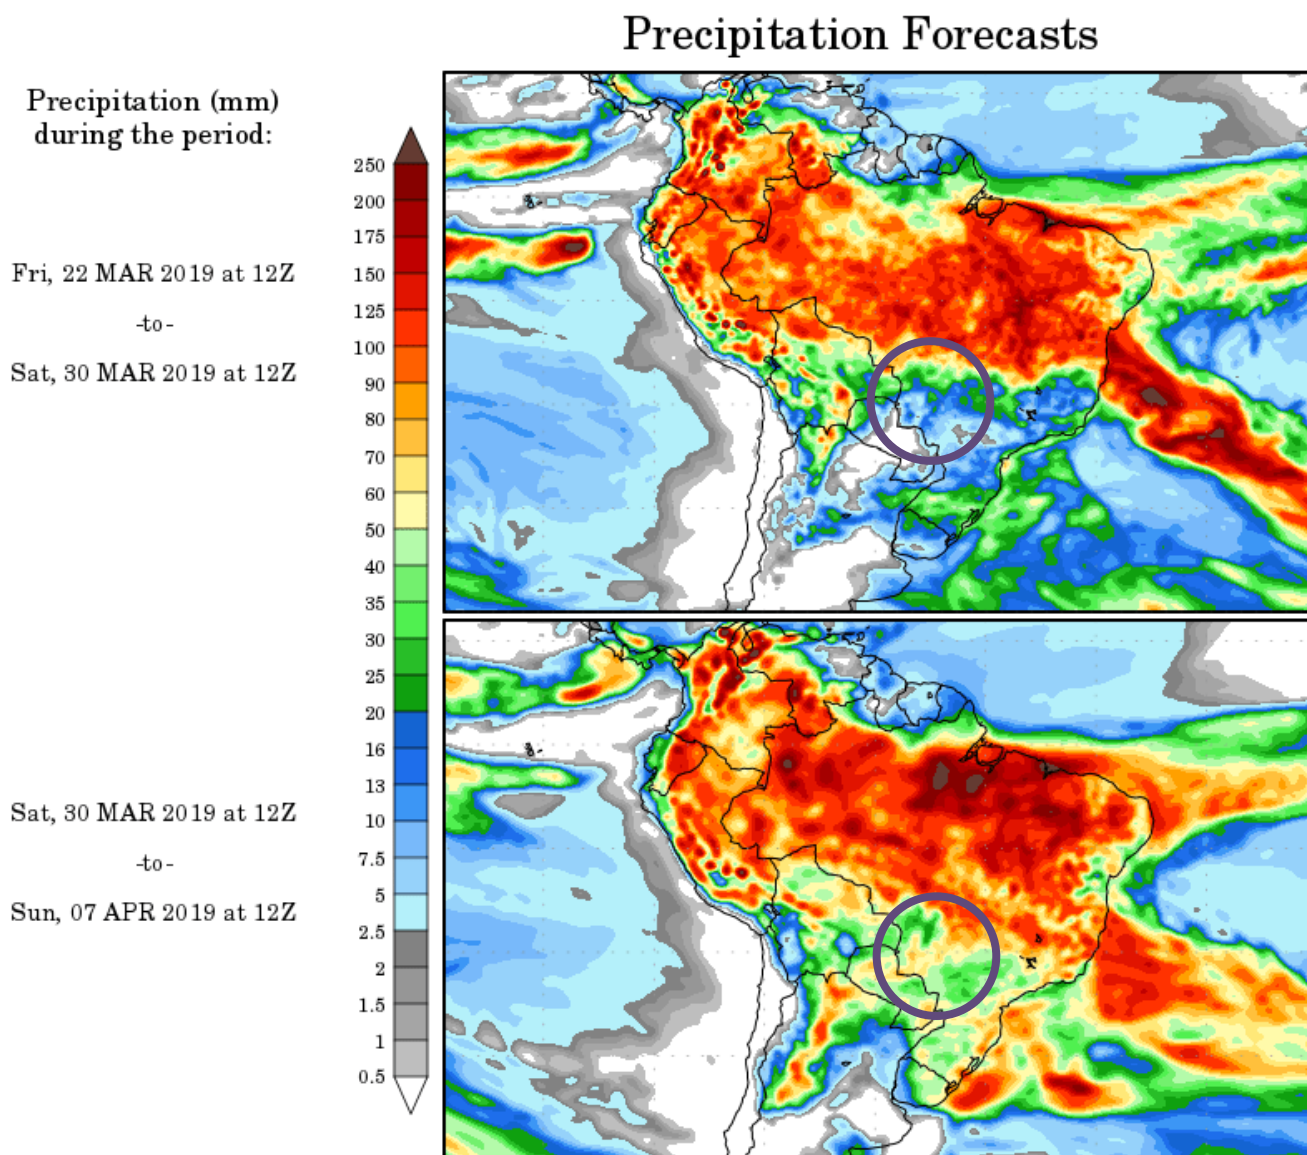 Precipitation Forecasts
Precipitation (mm)
during the period:
Fri, 22 MAR 2019 at 12Z
-to-
Sat, 30 MAR 2019 at 12Z
Sat, 30 MAR 2019 at 12Z
-to-
Sun, 07 APR 2019 at 12Z
250
200
175
150
125
100
90
80
70
60
50
40
35
30
25
20
16
13
10
7.5
5
2.5
2
1.5
1
0.5